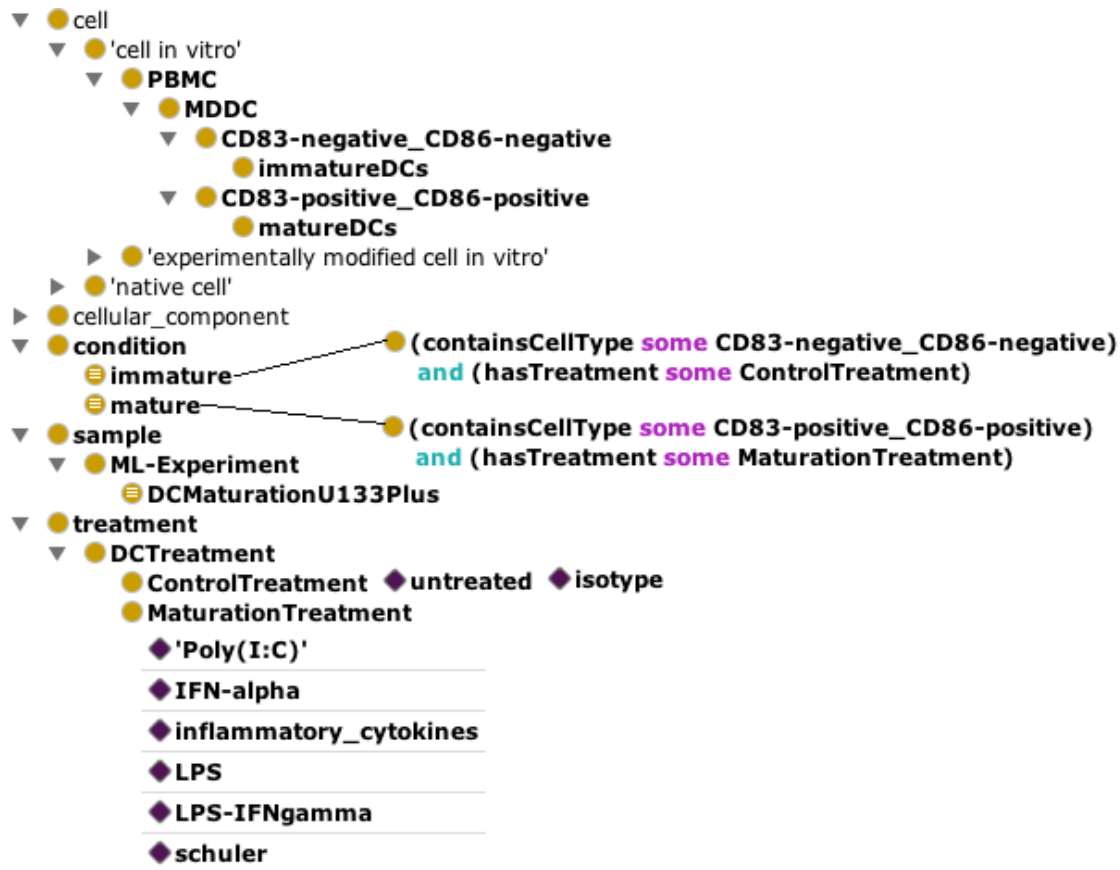 cell
'cell in vitro'
PBMC
MDDC
CD83-negative_CD86-negative
immatureDCs
CD83-positive_CD86-positive
matureDCs
'experimentally modified cell in vitro'
'native cell'
cellular_component
condition
(containsCellType some CD83-negative_CD86-negative)
immature
and (hasTreatment some ControlTreatment)
mature
(containsCellType some CD83-positive_CD86-positive)
sample
and (hasTreatment some MaturationTreatment)
ML-Experiment
DCMaturationU133Plus
treatment
DCTreatment
ControlTreatment untreated isotype
MaturationTreatment
'Poly(I:C)'
IFN-alpha
inflammatory_cytokines
LPS
LPS-IFNgamma
schuler